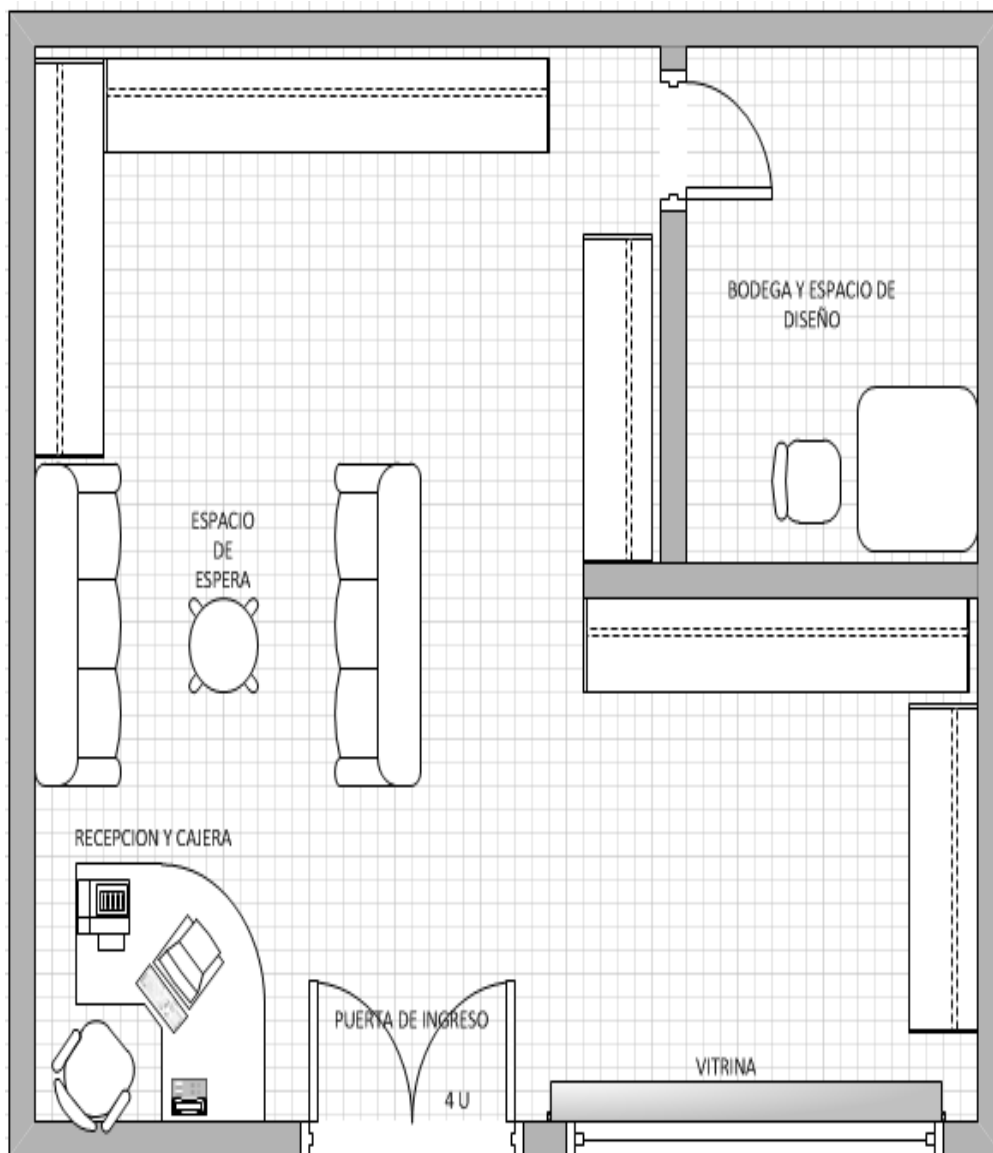 BODEGA Y ESPACIO DE
DISEÑO
ESPACIO
DE
ESPERA
RECEPCION Y CAJERA
PUERTA DE INGRESO
4 U
VITRINA